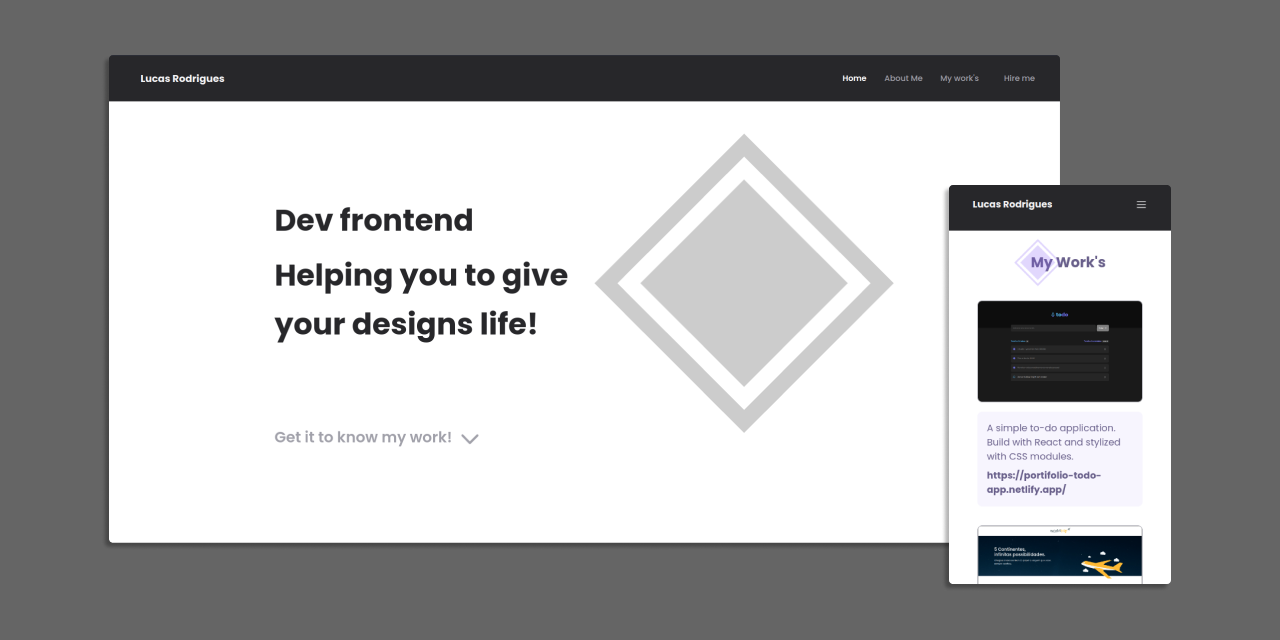 Lucas Rodrigues
Home About Me My work's Hire me
Dev frontend
Helping you to give
your designs life!
Get it to know my work!
Lucas Rodrigues
My Work's
todo
A simple to-do application.
Build with React and stylized
with CSS modules.
https://portifolio-todo-
app.netlify.app/
5 Continentes,
infinitas possibilidades.